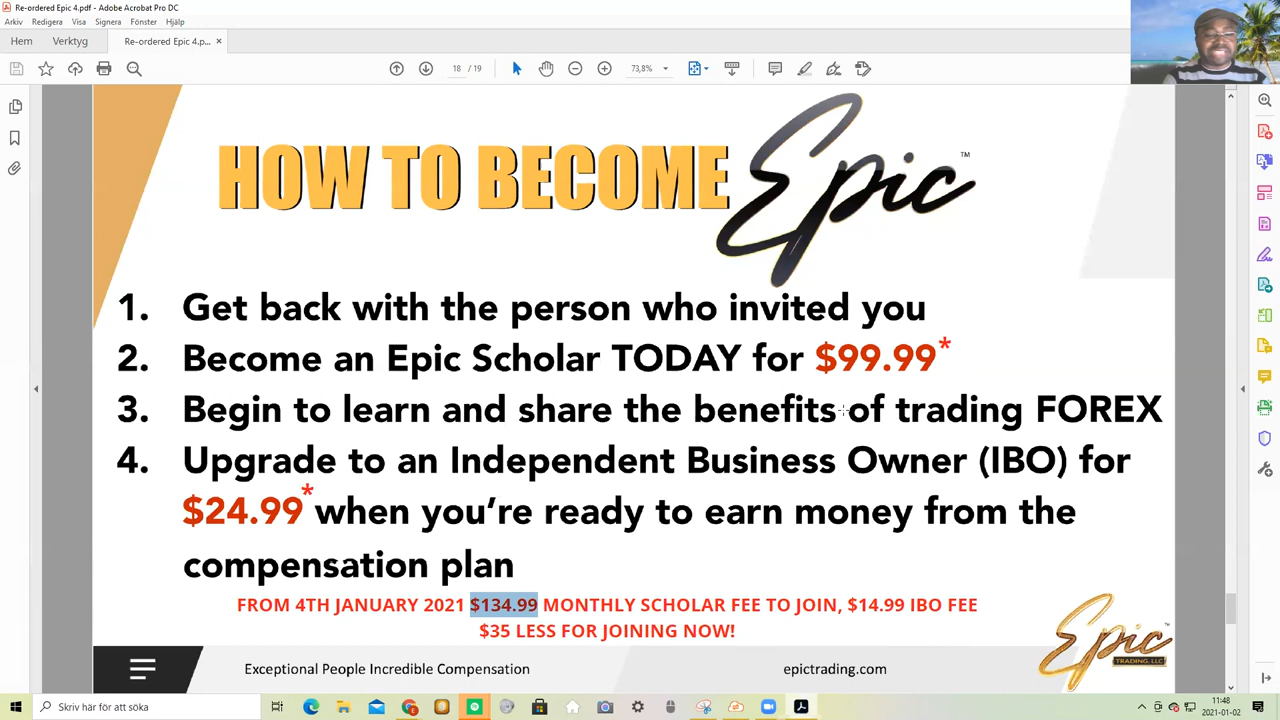 Re-ordered Epic 4.pdf - Adobe Acrobat Pro DC
Arkiv Redigera Visa Signera Fönster Hjälp
Hem Verktyg Re-ordered Epic 4.p... ×
18 / 19 73,8%
HOW TO BECOME Epic™
1. Get back with the person who invited you
2. Become an Epic Scholar TODAY for $99.99*
3. Begin to learn and share the benefits of trading FOREX
4. Upgrade to an Independent Business Owner (IBO) for
$24.99* when you're ready to earn money from the
compensation plan
FROM 4TH JANUARY 2021 $134.99 MONTHLY SCHOLAR FEE TO JOIN, $14.99 IBO FEE
$35 LESS FOR JOINING NOW!
Epic™
TRADING, LLC
Exceptional People Incredible Compensation epictrading.com
Skriv här för att söka
11:48
2021-01-02